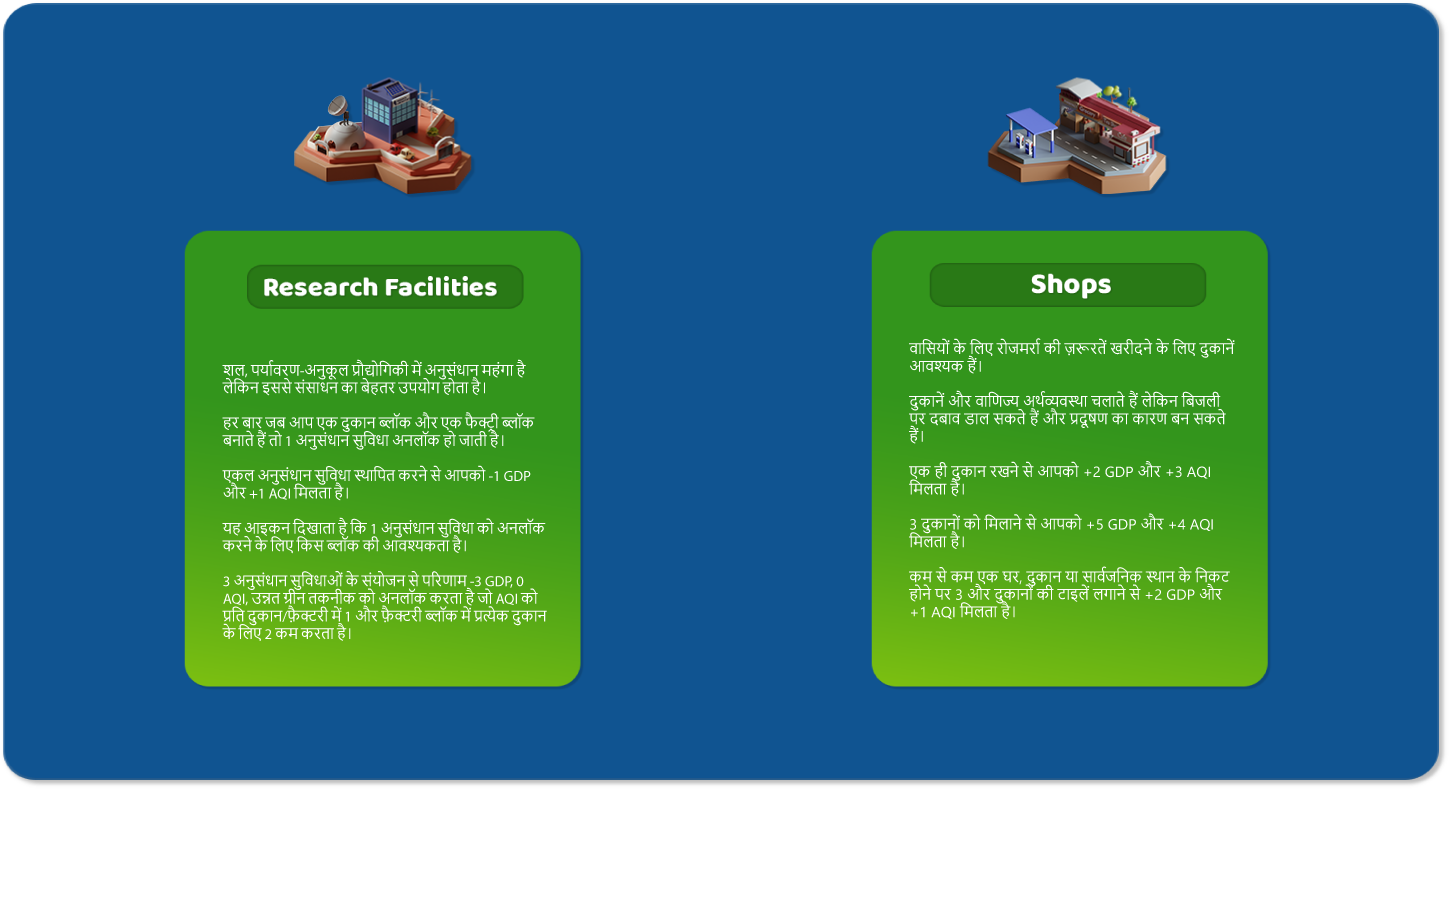 Research Facilities
शल, पर्यावरण-अनुकूल प्रौद्योगिकी में अनुसंधान महंगा है
लेकिन इससे संसाधन का बेहतर उपयोग होता है।
हर बार जब आप एक दुकान ब्लॉक और एक फैक्ट्री ब्लॉक
बनाते हैं तो 1 अनुसंधान सुविधा अनलॉक हो जाती है।
एकल अनुसंधान सुविधा स्थापित करने से आपको -1 GDP
और +1 AQI मिलता है।
यह आइकन दिखाता है कि 1 अनुसंधान सुविधा को अनलॉक
करने के लिए किस ब्लॉक की आवश्यकता है।
3 अनुसंधान सुविधाओं के संयोजन से परिणाम -3 GDP, 0
AQI, उन्नत ग्रीन तकनीक को अनलॉक करता है जो AQI को
प्रति दुकान/फ़ैक्टरी में 1 और फ़ैक्टरी ब्लॉक में प्रत्येक दुकान
के लिए 2 कम करता है।
Shops
वासियों के लिए रोजमर्रा की ज़रूरतें खरीदने के लिए दुकानें
आवश्यक हैं।
दुकानें और वाणिज्य अर्थव्यवस्था चलाते हैं लेकिन बिजली
पर दबाव डाल सकते हैं और प्रदूषण का कारण बन सकते
हैं।
एक ही दुकान रखने से आपको +2 GDP और +3 AQI
मिलता है।
3 दुकानों को मिलाने से आपको +5 GDP और +4 AQI
मिलता है।
कम से कम एक घर, दुकान या सार्वजनिक स्थान के निकट
होने पर 3 और दुकानों की टाइलें लगाने से +2 GDP और
+1 AQI मिलता है।